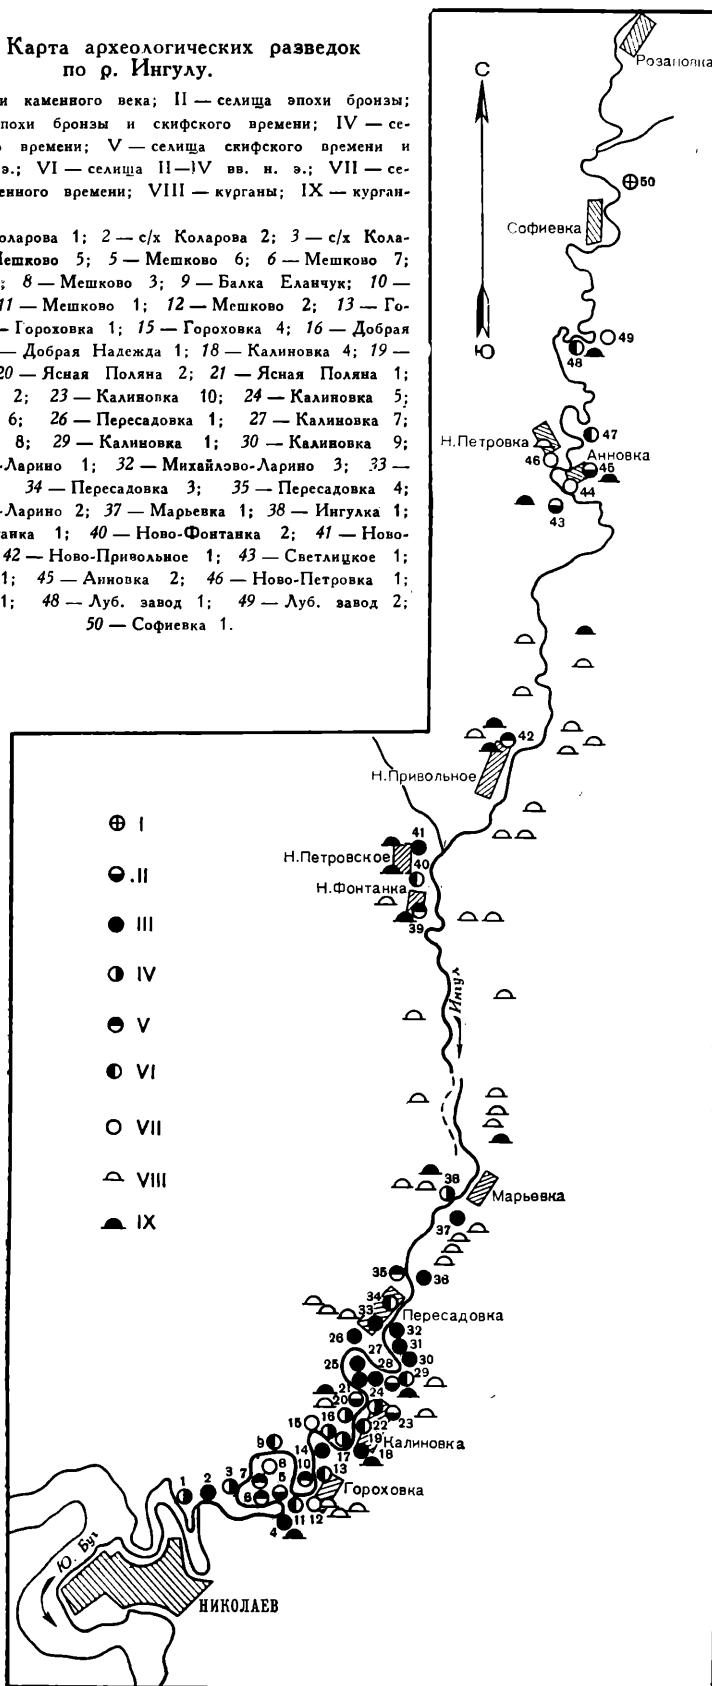 Карта археологических разведок
по р. Ингулу.
и каменного века; II — селища эпохи бронзы;
похи бронзы и скифского времени; IV — се-
о времени; V — селища скифского времени и
э.; VI — селища II—IV вв. н. э.; VII — се-
менного времени; VIII — курганы; IX — курган-
оларова 1; 2 — с/х Коларова 2; 3 — с/х Кола-
Мешково 5; 5 — Мешково 6; 6 — Мешково 7;
; 8 — Мешково 3; 9 — Балка Еланчук; 10 —
11 — Мешково 1; 12 — Мешково 2; 13 — Го-
— Гороховка 1; 15 — Гороховка 4; 16 — Добрая
— Добрая Надежда 1; 18 — Калиновка 4; 19 —
20 — Ясная Поляна 2; 21 — Ясная Поляна 1;
2; 23 — Калиновка 10; 24 — Калиновка 5;
6; 26 — Пересадовка 1; 27 — Калиновка 7;
8; 29 — Калиновка 1; 30 — Калиновка 9;
-Ларино 1; 32 — Михайлово-Ларино 3; 33 —
34 — Пересадовка 3; 35 — Пересадовка 4;
-Ларино 2; 37 — Марьевка 1; 38 — Ингулка 1;
анка 1; 40 — Ново-Фонтанка 2; 41 — Ново-
42 — Ново-Привольное 1; 43 — Светлицкое 1;
1; 45 — Анновка 2; 46 — Ново-Петровка 1;
1; 48 — Луб. завод 1; 49 — Луб. завод 2;
50 — Софиевка 1.
Розановка
С
50
Софиевка
Ю
49
48
47
Н.Петровка
Анновка
46
45
44
43
42
Н.Привольное
41
Н.Петровское
40
Н.Фонтанка
39
I
II
III
IV
V
VI
VII
VIII
IX
Ингул
38
Марьевка
37
35
36
34
33
Пересадовка
32
26
27
31
30
25
28
29
21
24
20
23
15
16
22
19
Калиновка
17
18
14
9
8
10
13
7
Гороховка
1
2
3
5
6
11
12
4
Ю. Буг
НИКОЛАЕВ